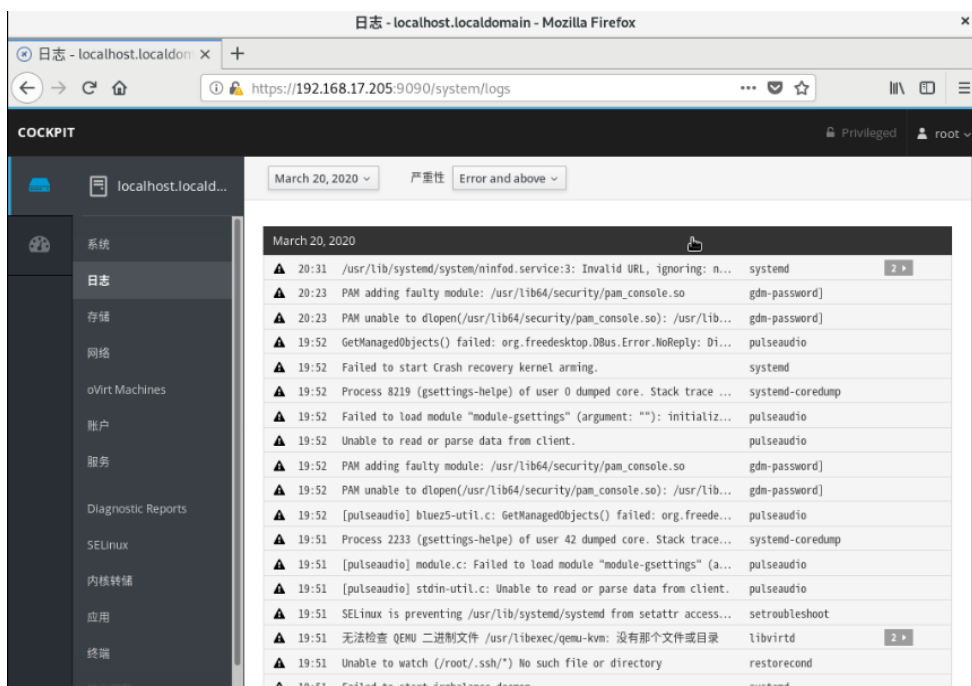 日志 - localhost.localdomain - Mozilla Firefox ×
日志 - localhost.localdom × +
https://192.168.17.205:9090/system/logs
COCKPIT Privileged root
localhost.locald...
系统
日志
存储
网络
oVirt Machines
账户
服务
Diagnostic Reports
SELinux
内核转储
应用
终端
March 20, 2020 严重性 Error and above
March 20, 2020
20:31 /usr/lib/systemd/system/ninfod.service:3: Invalid URL, ignoring: n... systemd 2
20:23 PAM adding faulty module: /usr/lib64/security/pam_console.so gdm-password]
20:23 PAM unable to dlopen(/usr/lib64/security/pam_console.so): /usr/lib... gdm-password]
19:52 GetManagedObjects() failed: org.freedesktop.DBus.Error.NoReply: Di... pulseaudio
19:52 Failed to start Crash recovery kernel arming. systemd
19:52 Process 8219 (gsettings-helpe) of user 0 dumped core. Stack trace ... systemd-coredump
19:52 Failed to load module "module-gsettings" (argument: ""): initializ... pulseaudio
19:52 Unable to read or parse data from client. pulseaudio
19:52 PAM adding faulty module: /usr/lib64/security/pam_console.so gdm-password]
19:52 PAM unable to dlopen(/usr/lib64/security/pam_console.so): /usr/lib... gdm-password]
19:52 [pulseaudio] bluez5-util.c: GetManagedObjects() failed: org.freede... pulseaudio
19:51 Process 2233 (gsettings-helpe) of user 42 dumped core. Stack trace... systemd-coredump
19:51 [pulseaudio] module.c: Failed to load module "module-gsettings" (a... pulseaudio
19:51 [pulseaudio] stdin-util.c: Unable to read or parse data from client. pulseaudio
19:51 SELinux is preventing /usr/lib/systemd/systemd from setattr access... setroubleshoot
19:51 无法检查 QEMU 二进制文件 /usr/libexec/qemu-kvm: 没有那个文件或目录 libvirtd 2
19:51 Unable to watch (/root/.ssh/*) No such file or directory restorecond